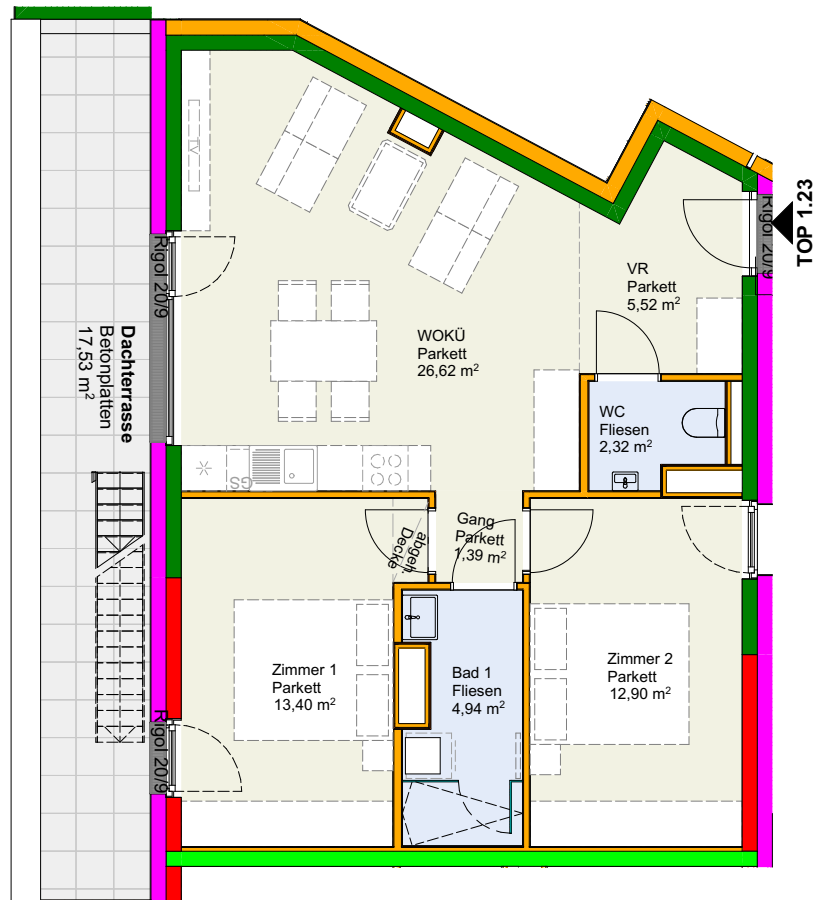 TV
Rigol 20/9
TOP 1.23
VR
Parkett
5,52 m²
WOKÜ
Parkett
26,62 m²
Rigol 20/9
Dachterrasse
Betonplatten
17,53 m²
WC
Fliesen
2,32 m²
GS
Gang
Parkett
1,39 m²
abgeh.
Decke
Zimmer 1
Parkett
13,40 m²
Bad 1
Fliesen
4,94 m²
Zimmer 2
Parkett
12,90 m²
Rigol 20/9